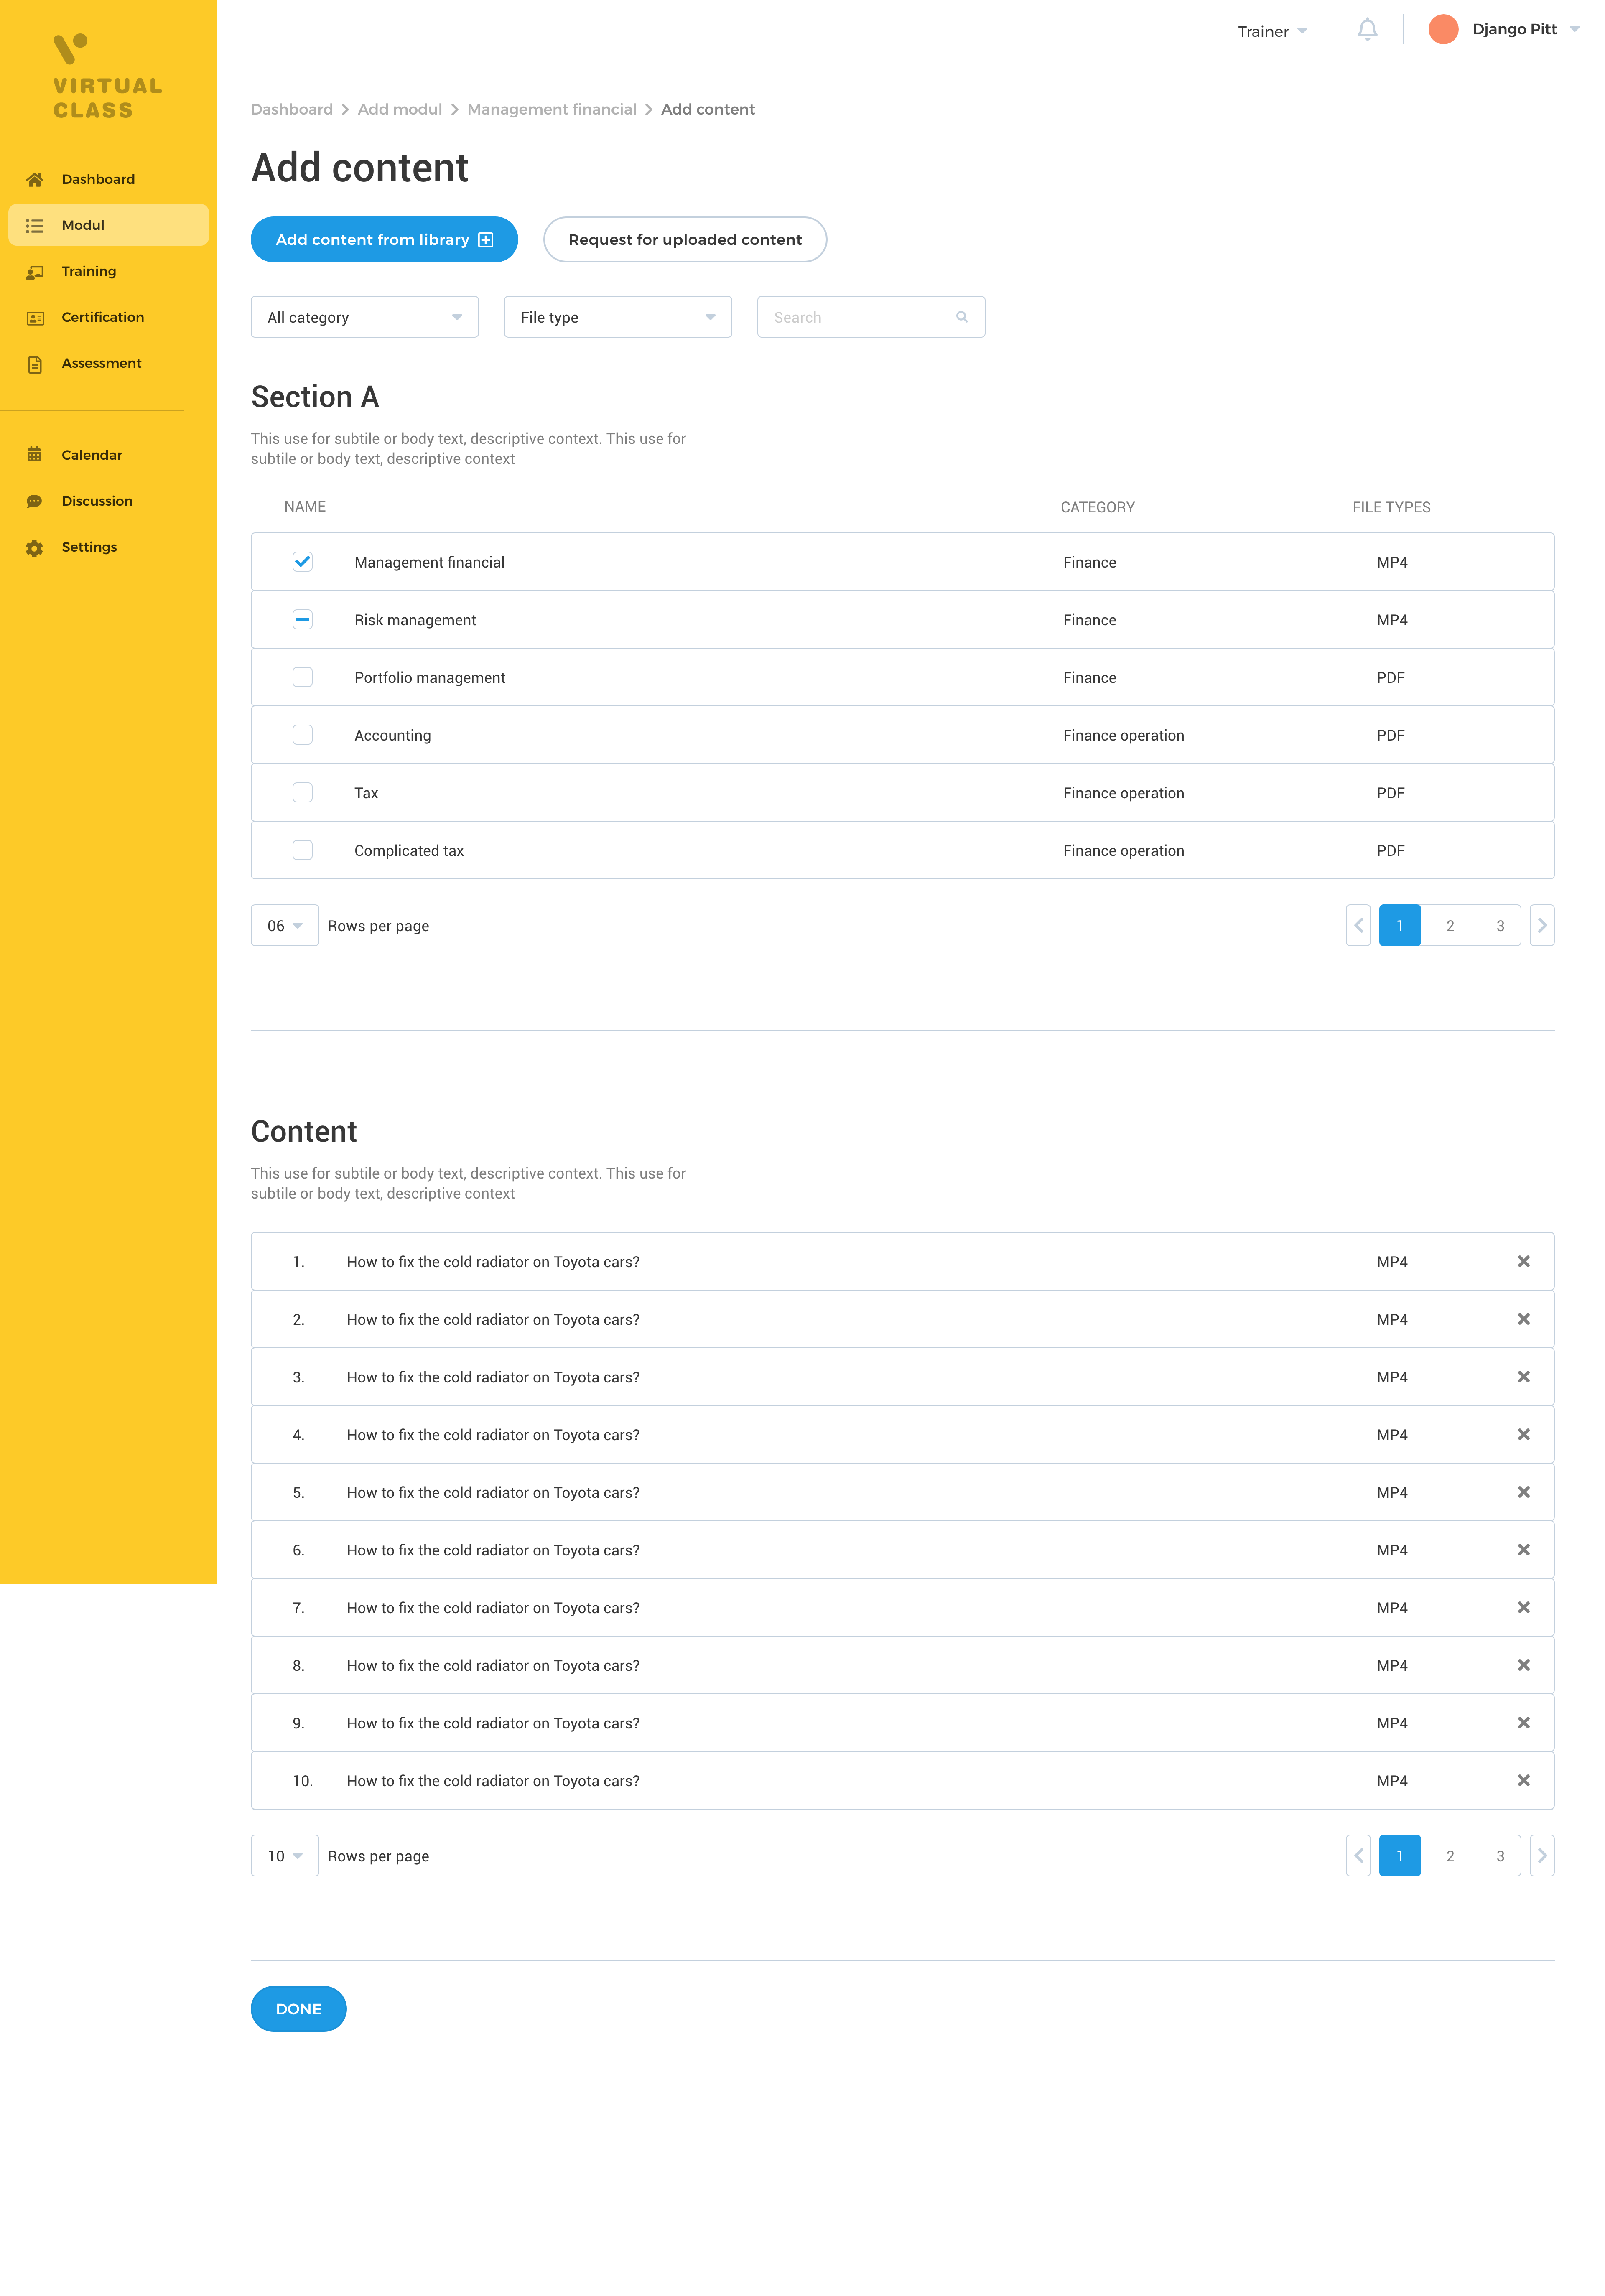 VIRTUAL
CLASS
Dashboard
Modul
Training
Certification
Assessment
Calendar
Discussion
Settings
Trainer
Django Pitt
Dashboard > Add modul > Management financial > Add content
Add content
Add content from library
Request for uploaded content
All category
File type
Search
Section A
This use for subtile or body text, descriptive context. This use for
subtile or body text, descriptive context
NAME CATEGORY FILE TYPES
Management financial Finance MP4
Risk management Finance MP4
Portfolio management Finance PDF
Accounting Finance operation PDF
Tax Finance operation PDF
Complicated tax Finance operation PDF
06 Rows per page 1 2 3
Content
This use for subtile or body text, descriptive context. This use for
subtile or body text, descriptive context
1. How to fix the cold radiator on Toyota cars? MP4
2. How to fix the cold radiator on Toyota cars? MP4
3. How to fix the cold radiator on Toyota cars? MP4
4. How to fix the cold radiator on Toyota cars? MP4
5. How to fix the cold radiator on Toyota cars? MP4
6. How to fix the cold radiator on Toyota cars? MP4
7. How to fix the cold radiator on Toyota cars? MP4
8. How to fix the cold radiator on Toyota cars? MP4
9. How to fix the cold radiator on Toyota cars? MP4
10. How to fix the cold radiator on Toyota cars? MP4
10 Rows per page 1 2 3
DONE